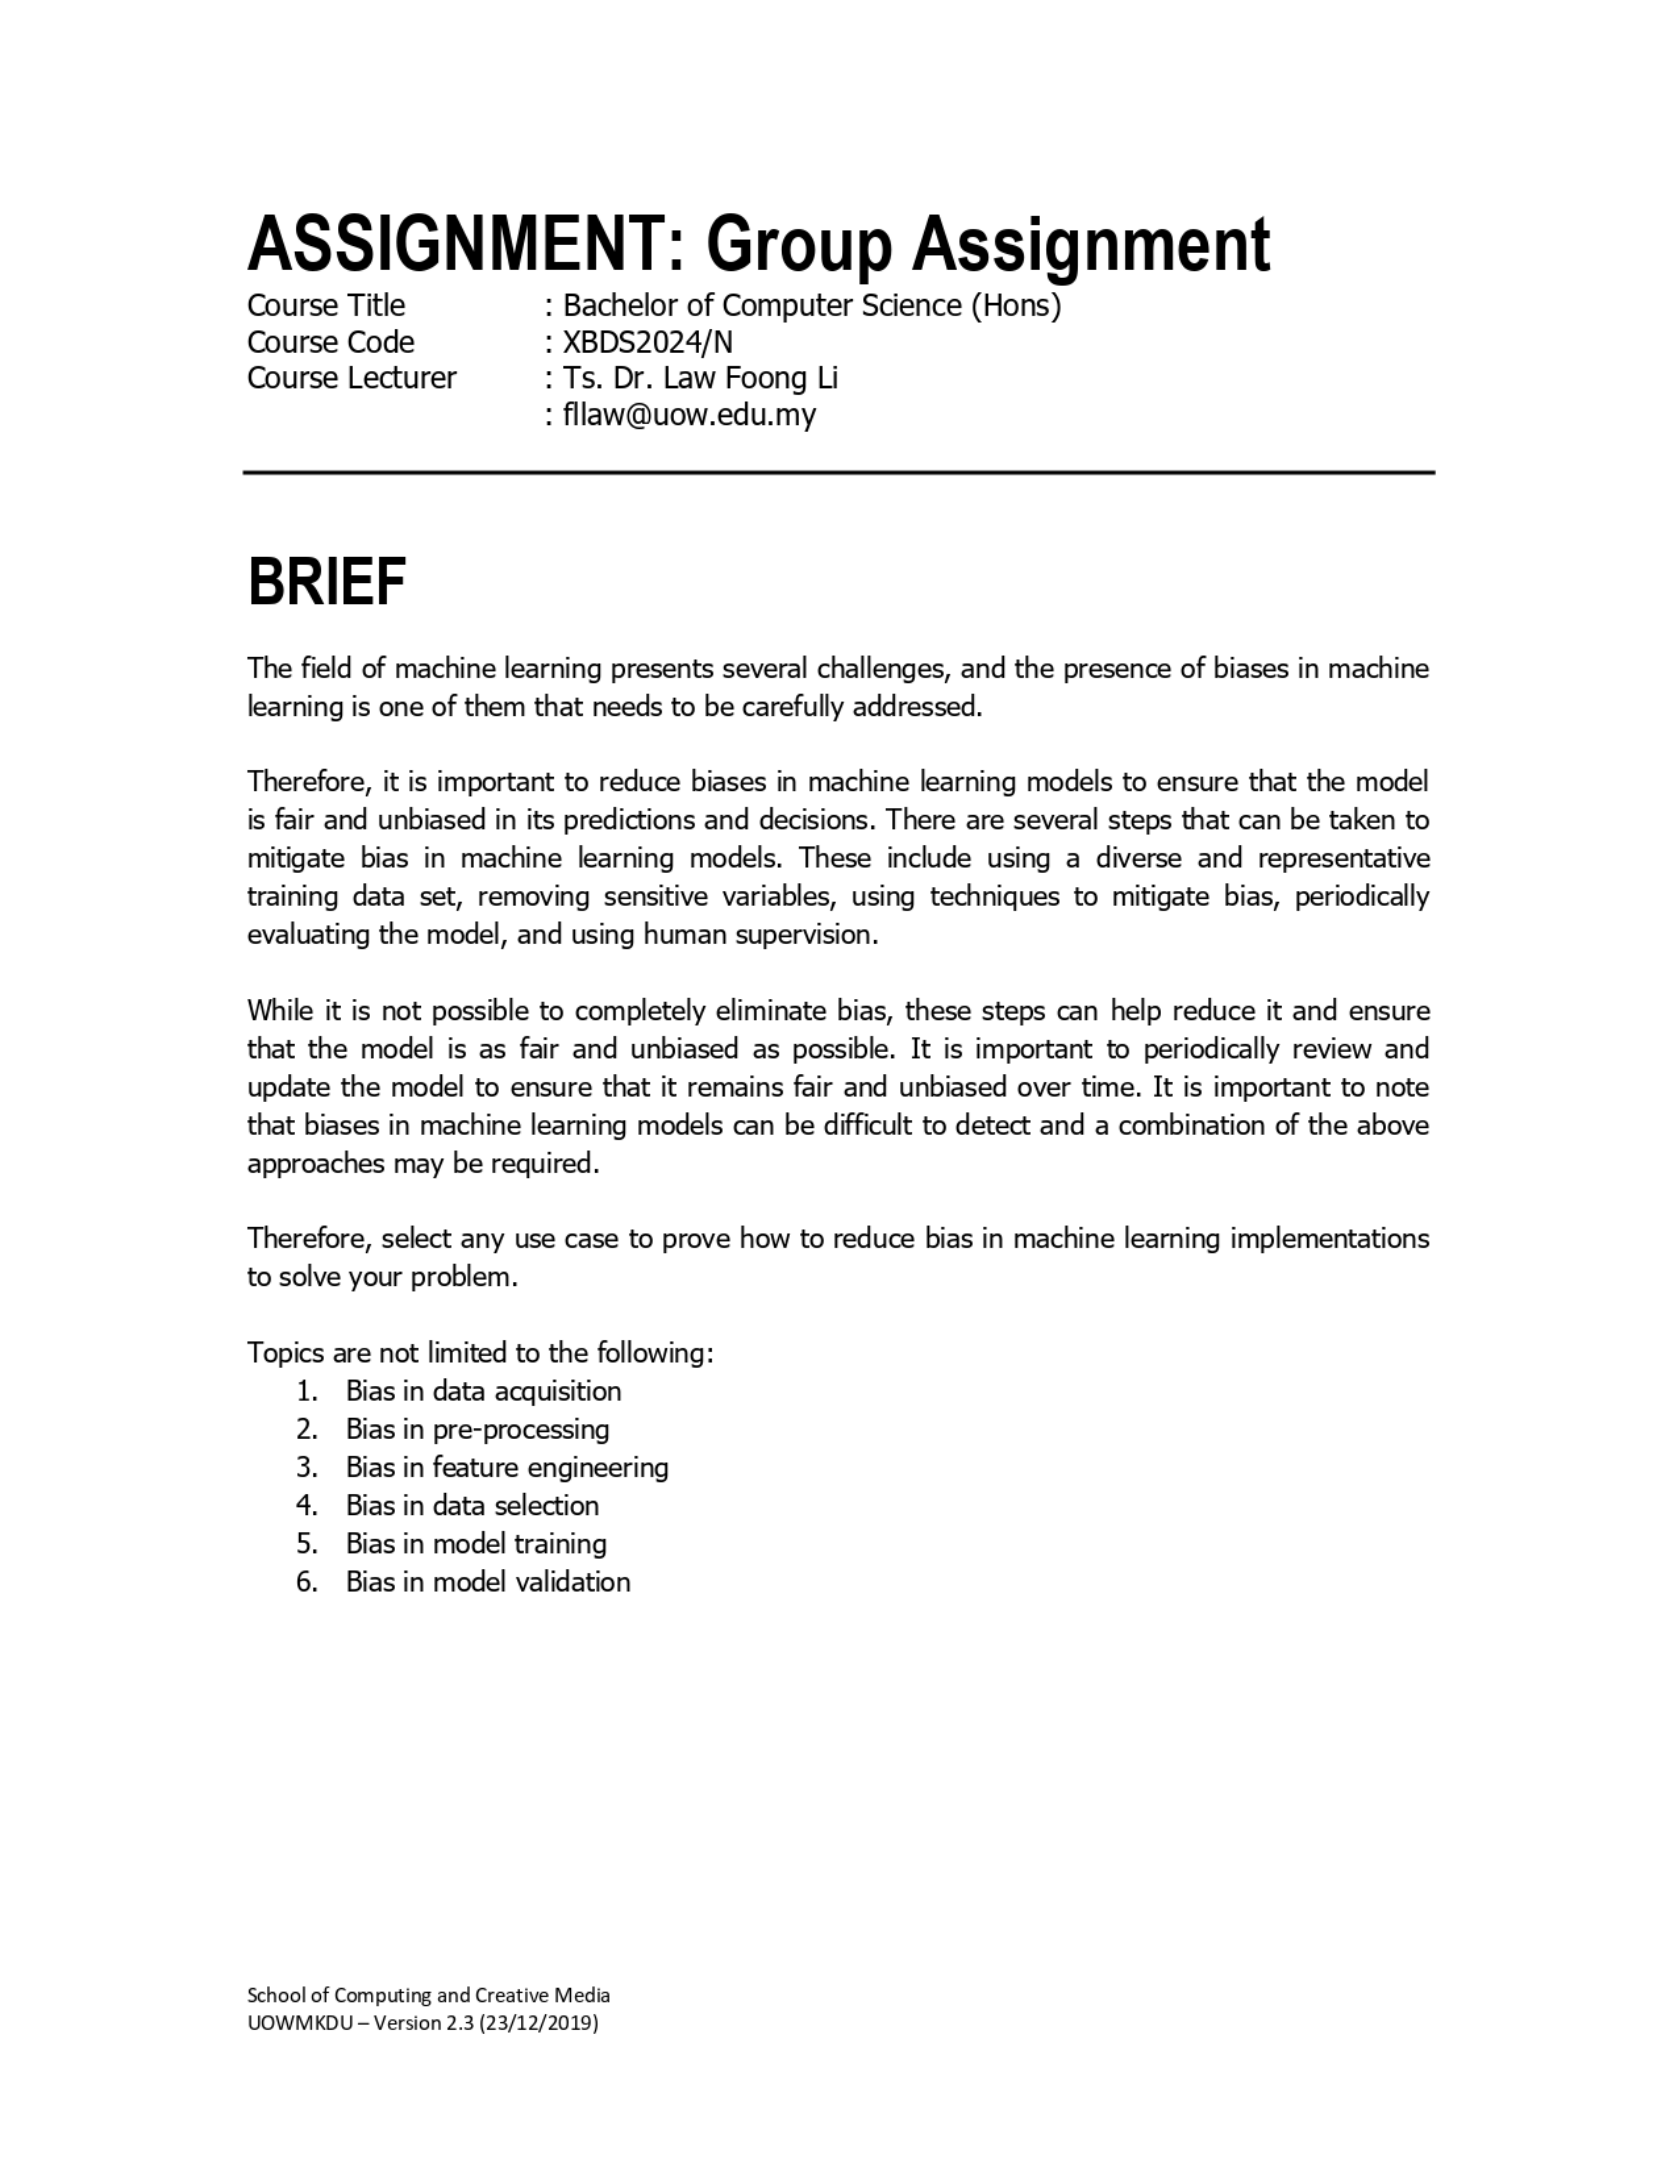 ASSIGNMENT: Group Assignment
Course Title : Bachelor of Computer Science (Hons)
Course Code : XBDS2024/N
Course Lecturer : Ts. Dr. Law Foong Li
: fllaw@uow.edu.my
BRIEF
The field of machine learning presents several challenges, and the presence of biases in machine
learning is one of them that needs to be carefully addressed.
Therefore, it is important to reduce biases in machine learning models to ensure that the model
is fair and unbiased in its predictions and decisions. There are several steps that can be taken to
mitigate bias in machine learning models. These include using a diverse and representative
training data set, removing sensitive variables, using techniques to mitigate bias, periodically
evaluating the model, and using human supervision.
While it is not possible to completely eliminate bias, these steps can help reduce it and ensure
that the model is as fair and unbiased as possible. It is important to periodically review and
update the model to ensure that it remains fair and unbiased over time. It is important to note
that biases in machine learning models can be difficult to detect and a combination of the above
approaches may be required.
Therefore, select any use case to prove how to reduce bias in machine learning implementations
to solve your problem.
Topics are not limited to the following:
1. Bias in data acquisition
2. Bias in pre-processing
3. Bias in feature engineering
4. Bias in data selection
5. Bias in model training
6. Bias in model validation
School of Computing and Creative Media
UOWMKDU – Version 2.3 (23/12/2019)